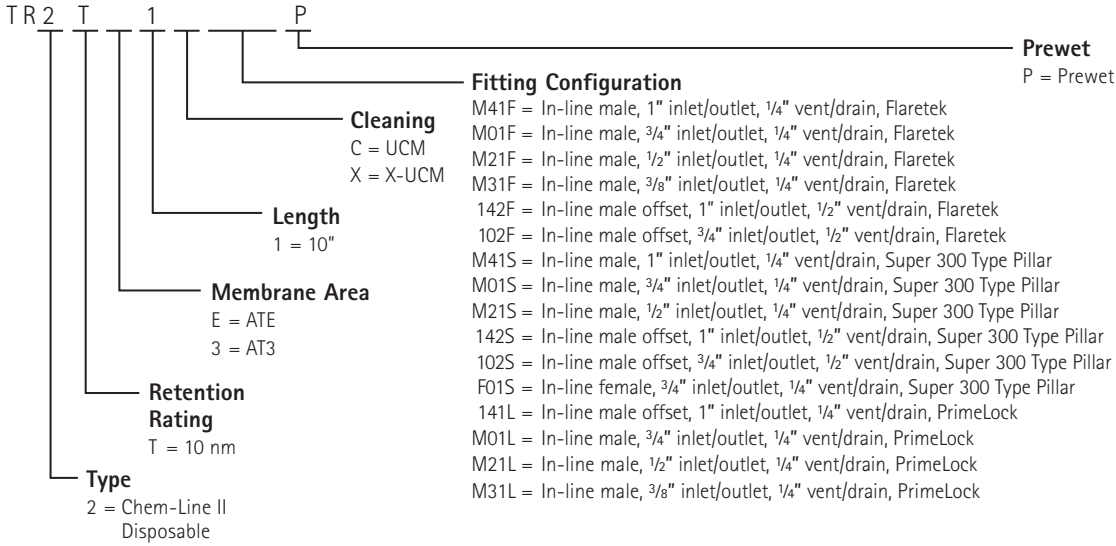 TR2 T 1 P
Prewet
P = Prewet
Fitting Configuration
M41F = In-line male, 1" inlet/outlet, 1/4" vent/drain, Flaretek
M01F = In-line male, 3/4" inlet/outlet, 1/4" vent/drain, Flaretek
M21F = In-line male, 1/2" inlet/outlet, 1/4" vent/drain, Flaretek
M31F = In-line male, 3/8" inlet/outlet, 1/4" vent/drain, Flaretek
142F = In-line male offset, 1" inlet/outlet, 1/2" vent/drain, Flaretek
102F = In-line male offset, 3/4" inlet/outlet, 1/2" vent/drain, Flaretek
M41S = In-line male, 1" inlet/outlet, 1/4" vent/drain, Super 300 Type Pillar
M01S = In-line male, 3/4" inlet/outlet, 1/4" vent/drain, Super 300 Type Pillar
M21S = In-line male, 1/2" inlet/outlet, 1/4" vent/drain, Super 300 Type Pillar
142S = In-line male offset, 1" inlet/outlet, 1/2" vent/drain, Super 300 Type Pillar
102S = In-line male offset, 3/4" inlet/outlet, 1/2" vent/drain, Super 300 Type Pillar
F01S = In-line female, 3/4" inlet/outlet, 1/4" vent/drain, Super 300 Type Pillar
141L = In-line male offset, 1" inlet/outlet, 1/4" vent/drain, PrimeLock
M01L = In-line male, 3/4" inlet/outlet, 1/4" vent/drain, PrimeLock
M21L = In-line male, 1/2" inlet/outlet, 1/4" vent/drain, PrimeLock
M31L = In-line male, 3/8" inlet/outlet, 1/4" vent/drain, PrimeLock
Cleaning
C = UCM
X = X-UCM
Length
1 = 10"
Membrane Area
E = ATE
3 = AT3
Retention
Rating
T = 10 nm
Type
2 = Chem-Line II
Disposable